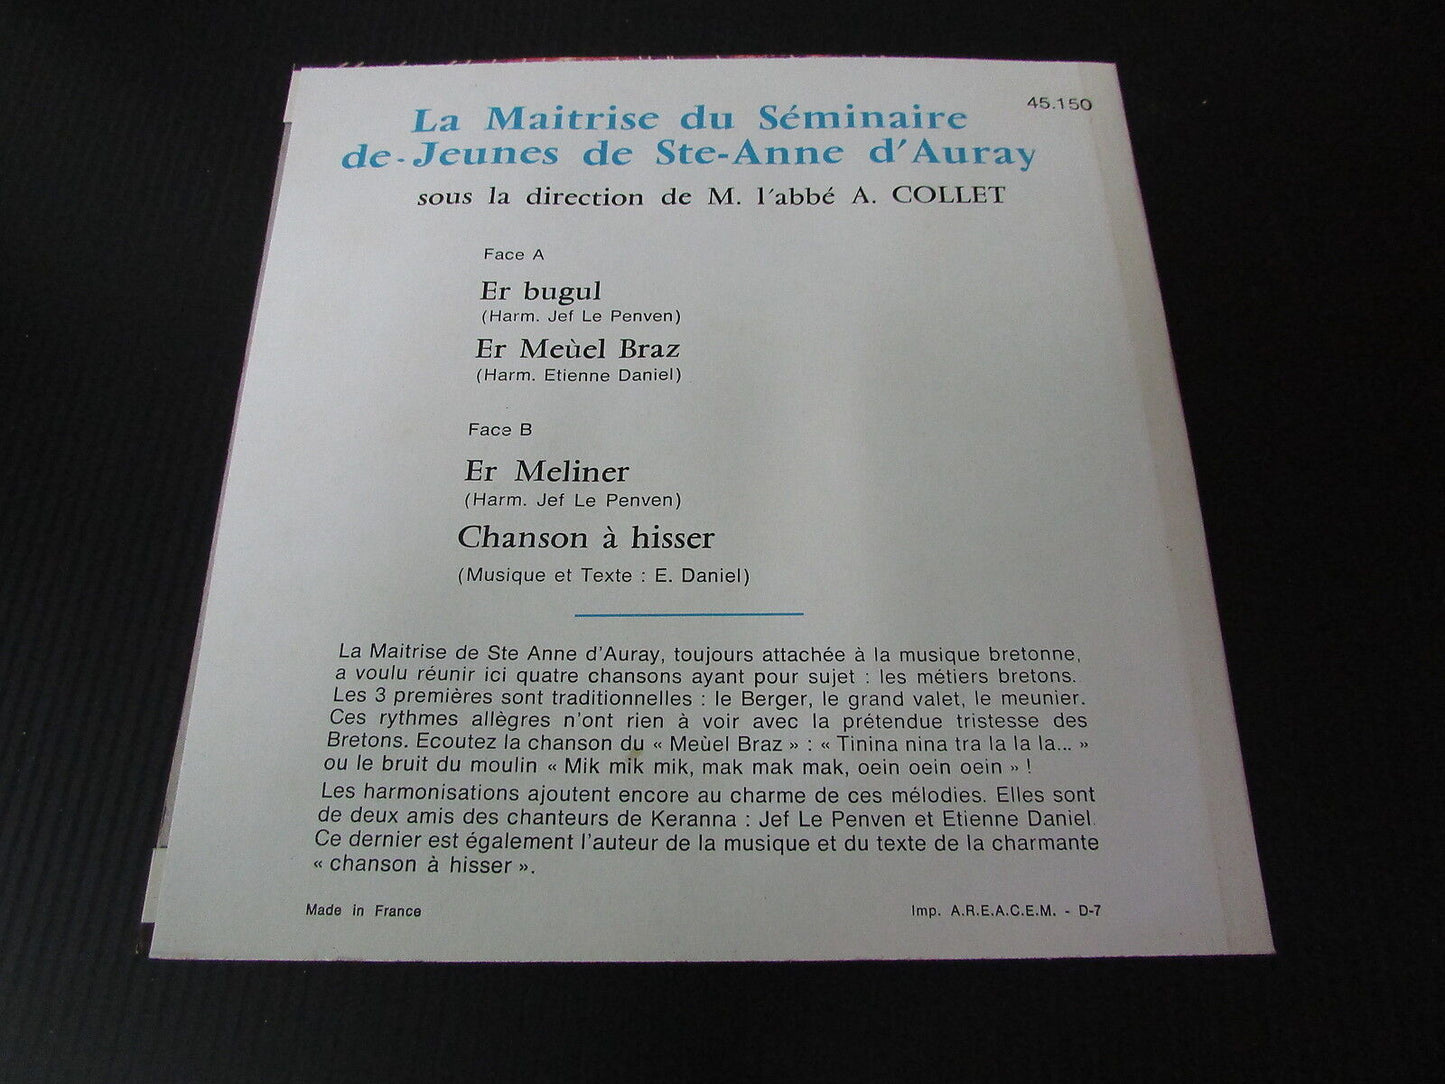 45.150
La Maitrise du Séminaire
de-Jeunes de Ste-Anne d'Auray
sous la direction de M. l'abbé A. COLLET
Face A
Er bugul
(Harm. Jef Le Penven)
Er Meùel Braz
(Harm. Etienne Daniel)
Face B
Er Meliner
(Harm. Jef Le Penven)
Chanson à hisser
(Musique et Texte : E. Daniel)
La Maitrise de Ste Anne d'Auray, toujours attachée à la musique bretonne,
a voulu réunir ici quatre chansons ayant pour sujet : les métiers bretons.
Les 3 premières sont traditionnelles : le Berger, le grand valet, le meunier.
Ces rythmes allègres n'ont rien à voir avec la prétendue tristesse des
Bretons. Ecoutez la chanson du « Meùel Braz » : « Tinina nina tra la la la... »
ou le bruit du moulin « Mik mik mik, mak mak mak, oein oein oein » !
Les harmonisations ajoutent encore au charme de ces mélodies. Elles sont
de deux amis des chanteurs de Keranna : Jef Le Penven et Etienne Daniel.
Ce dernier est également l'auteur de la musique et du texte de la charmante
« chanson à hisser ».
Made in France
Imp. A.R.E.A.C.E.M. - D-7